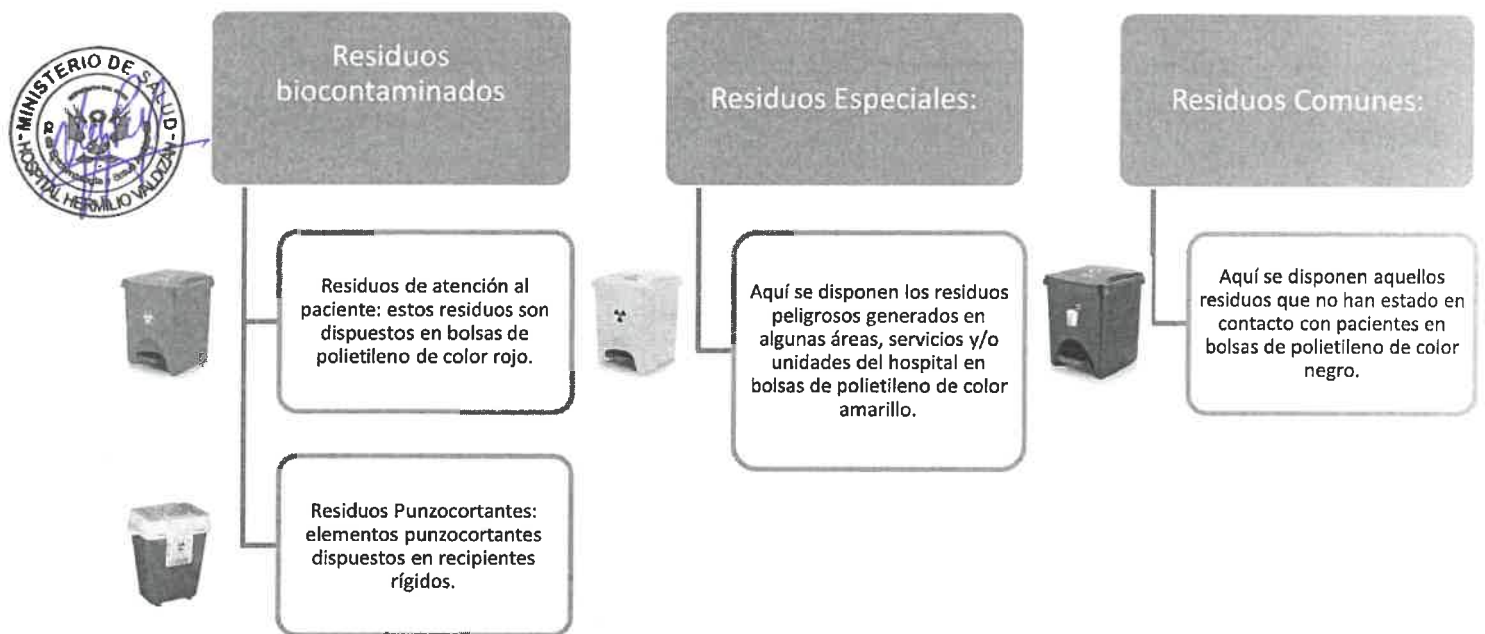 MINISTERIO DE SALUD
HOSPITAL HERMILIO VALDIZAN
Residuos
biocontaminados
Residuos de atención al
paciente: estos residuos son
dispuestos en bolsas de
polietileno de color rojo.
Residuos Punzocortantes:
elementos punzocortantes
dispuestos en recipientes
rígidos.
Residuos Especiales:
Aquí se disponen los residuos
peligrosos generados en
algunas áreas, servicios y/o
unidades del hospital en
bolsas de polietileno de color
amarillo.
Residuos Comunes:
Aquí se disponen aquellos
residuos que no han estado en
contacto con pacientes en
bolsas de polietileno de color
negro.